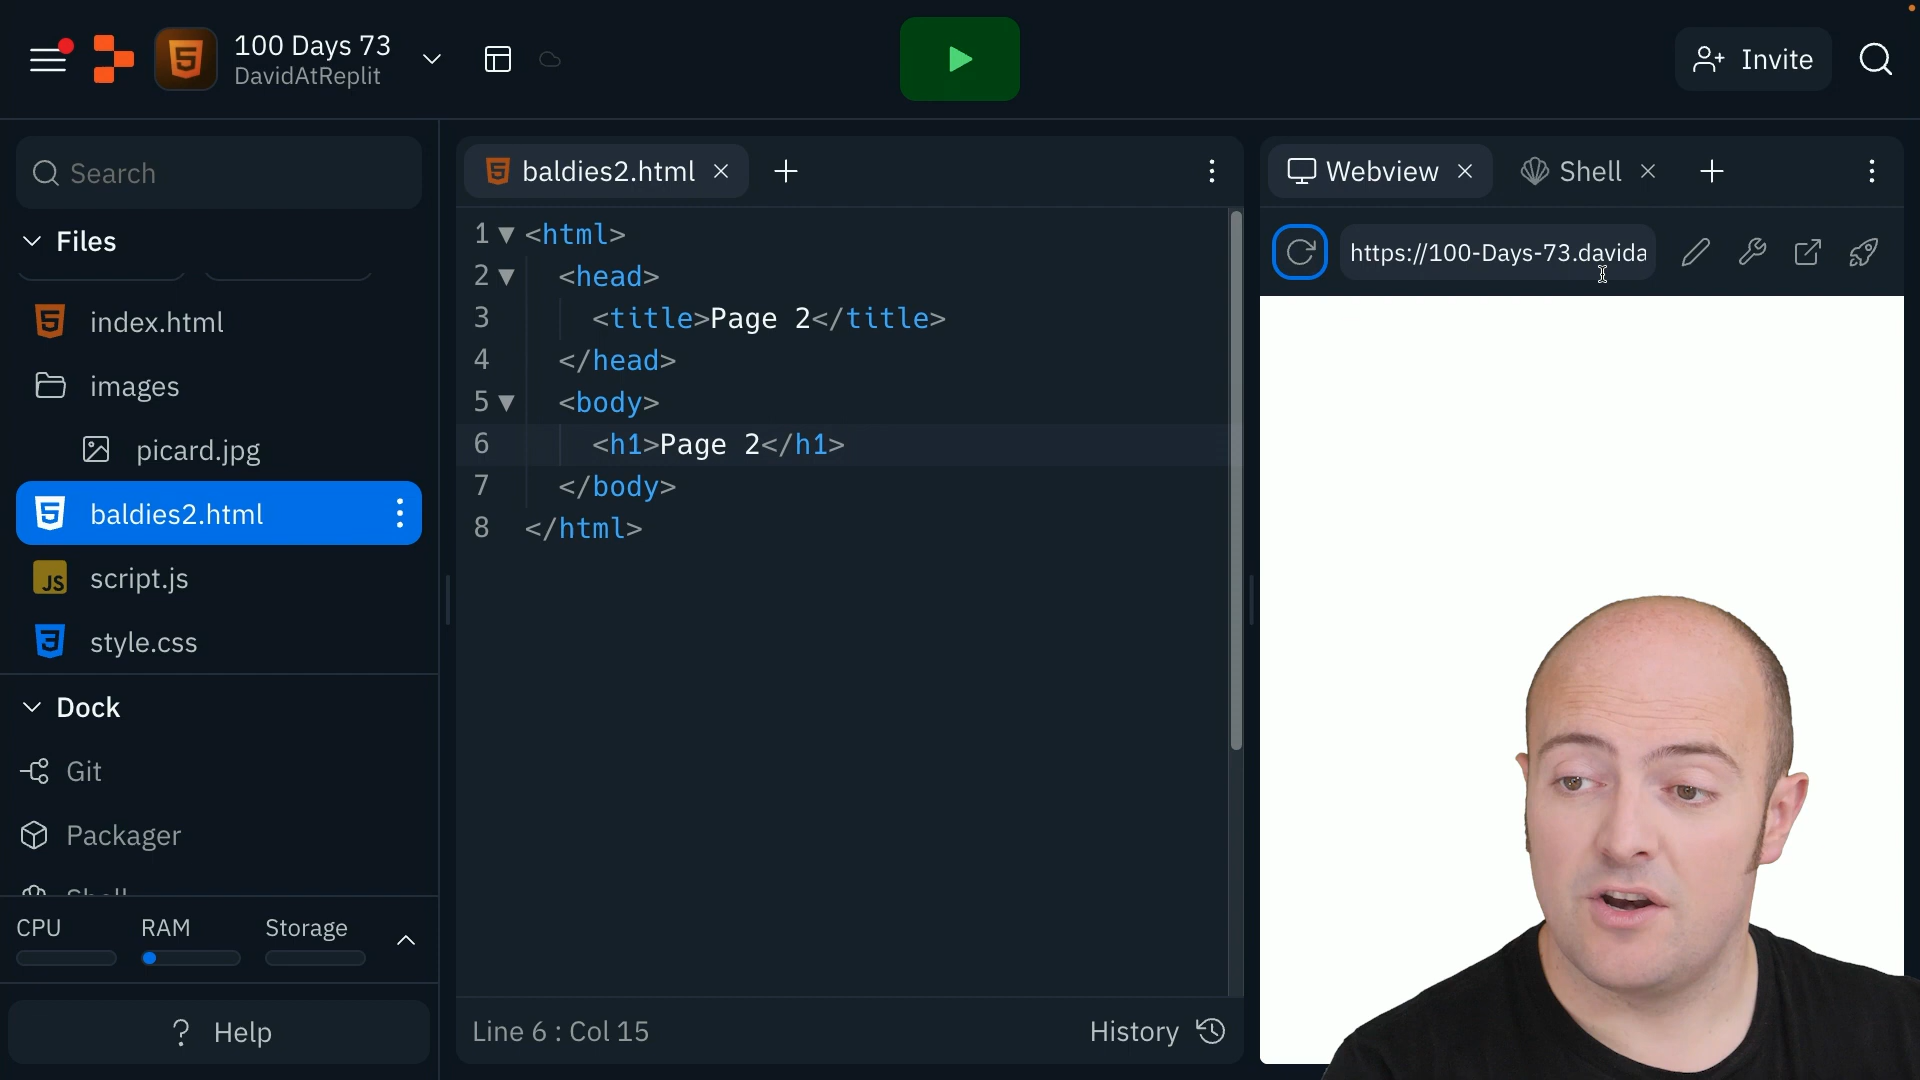 100 Days 73
DavidAtReplit
Invite
Search
Files
index.html
images
picard.jpg
baldies2.html
script.js
style.css
Dock
Git
Packager
Shell
CPU
RAM
Storage
Help
baldies2.html
1 <html>
2 <head>
3 <title>Page 2</title>
4 </head>
5 <body>
6 <h1>Page 2</h1>
7 </body>
8 </html>
Line 6 : Col 15
History
Webview
Shell
https://100-Days-73.davida